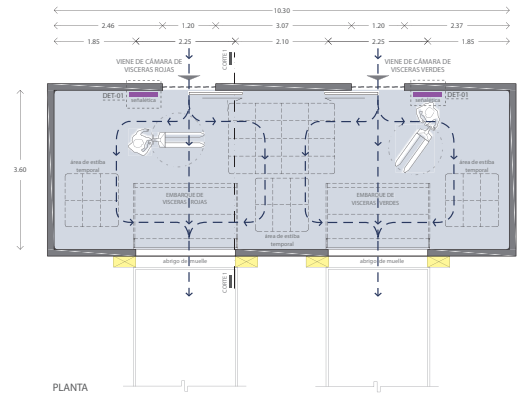 10.30
2.46 1.20 3.07 1.20 2.37
1.85 2.25 2.10 2.25 1.85
CORTE 1
VIENE DE CÁMARA DE
VISCERAS ROJAS
VIENE DE CÁMARA DE
VISCERAS VERDES
DET-01
señalética
DET-01
señalética
3.60
área de estiba
temporal
área de estiba
temporal
EMBARQUE DE
VISCERAS ROJAS
EMBARQUE DE
VISCERAS VERDES
área de estiba
temporal
abrigo de muelle
abrigo de muelle
CORTE 1
PLANTA